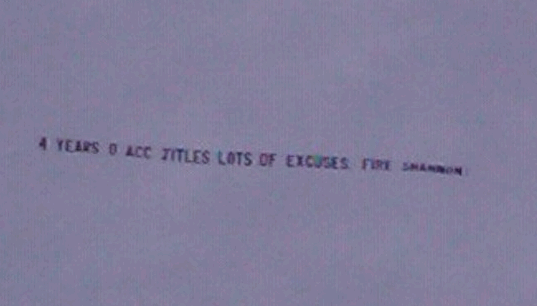 4 YEARS 0 ACC TITLES LOTS OF EXCUSES. FIRE SHANNON!